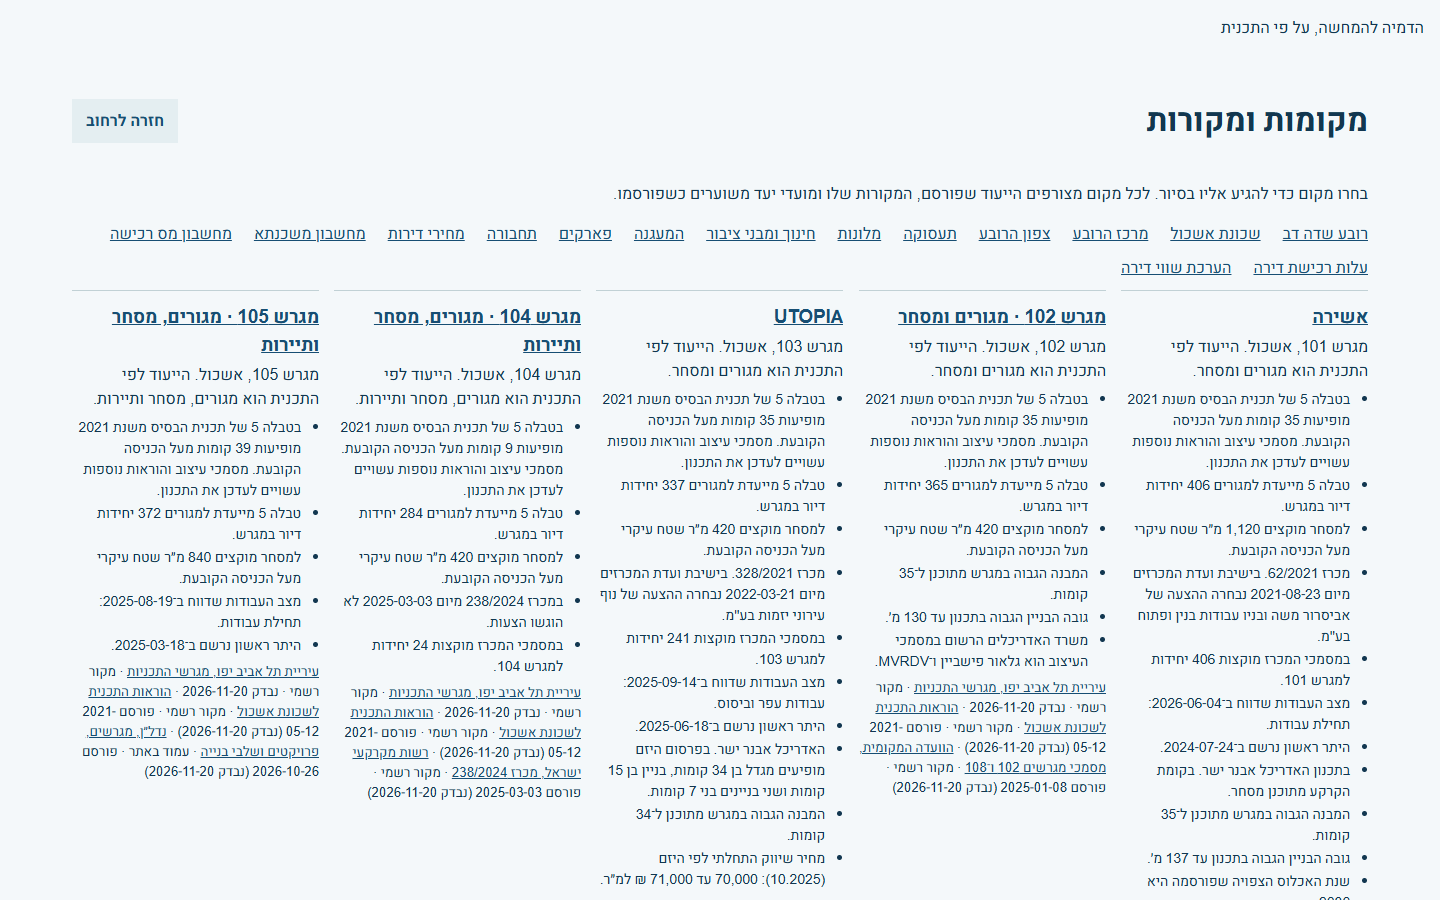 הדמיה להמחשה, על פי התכנית
מקומות ומקורות
חזרה לרחוב
בחרו מקום כדי להגיע אליו בסיור. לכל מקום מצורפים הייעוד שפורסם, המקורות שלו ומועדי יעד משוערים כשפורסמו.
רובע שדה דב שכונת אשכול מרכז הרובע צפון הרובע תעסוקה מלונות חינוך ומבני ציבור המעגנה פארקים תחבורה מחירי דירות מחשבון משכנתא מחשבון מס רכישה
עלות רכישת דירה הערכת שווי דירה
אשירה
מגרש 101, אשכול. הייעוד לפי
התכנית הוא מגורים ומסחר.
• בטבלה 5 של תכנית הבסיס משנת 2021
מופיעות 35 קומות מעל הכניסה
הקובעת. מסמכי עיצוב והוראות נוספות
עשויים לעדכן את התכנון.
• טבלה 5 מייעדת למגורים 406 יחידות
דיור במגרש.
• למסחר מוקצים 1,120 מ״ר שטח עיקרי
מעל הכניסה הקובעת.
• מכרז 62/2021. בישיבת ועדת המכרזים
מיום 2021-08-23 נבחרה ההצעה של
אביסרור משה ובניו עבודות בנין ופתוח
בע"מ.
• במסמכי המכרז מוקצות 406 יחידות
למגרש 101.
• מצב העבודות שדווח ב־2026-06-04:
תחילת עבודות.
• היתר ראשון נרשם ב־2024-07-24.
• בתכנון האדריכל אבנר ישר. בקומת
הקרקע מתוכנן מסחר.
• המבנה הגבוה במגרש מתוכנן ל־35
קומות.
• גובה הבניין הגבוה בתכנון עד 137 מ׳.
• שנת האכלוס הצפויה שפורסמה היא
מגרש 102 · מגורים ומסחר
מגרש 102, אשכול. הייעוד לפי
התכנית הוא מגורים ומסחר.
• בטבלה 5 של תכנית הבסיס משנת 2021
מופיעות 35 קומות מעל הכניסה
הקובעת. מסמכי עיצוב והוראות נוספות
עשויים לעדכן את התכנון.
• טבלה 5 מייעדת למגורים 365 יחידות
דיור במגרש.
• למסחר מוקצים 420 מ״ר שטח עיקרי
מעל הכניסה הקובעת.
• המבנה הגבוה במגרש מתוכנן ל־35
קומות.
• גובה הבניין הגבוה בתכנון עד 130 מ׳.
• משרד האדריכלים הרשום במסמכי
העיצוב הוא גלאור פישביין ו־MVRDV.
עיריית תל אביב יפו, מגרשי התכניות · מקור
רשמי · נבדק 2026-11-20 · הוראות התכנית
לשכונת אשכול · מקור רשמי · פורסם 2021-
05-12 (נבדק 2026-11-20) · הוועדה המקומית,
מסמכי מגרשים 102 ו־108 · מקור רשמי ·
פורסם 2025-01-08 (נבדק 2026-11-20)
UTOPIA
מגרש 103, אשכול. הייעוד לפי
התכנית הוא מגורים ומסחר.
• בטבלה 5 של תכנית הבסיס משנת 2021
מופיעות 35 קומות מעל הכניסה
הקובעת. מסמכי עיצוב והוראות נוספות
עשויים לעדכן את התכנון.
• טבלה 5 מייעדת למגורים 337 יחידות
דיור במגרש.
• למסחר מוקצים 420 מ״ר שטח עיקרי
מעל הכניסה הקובעת.
• מכרז 328/2021. בישיבת ועדת המכרזים
מיום 2022-03-21 נבחרה ההצעה של נוף
עירוני יזמות בע"מ.
• במסמכי המכרז מוקצות 241 יחידות
למגרש 103.
• מצב העבודות שדווח ב־2025-09-14:
עבודות עפר וביסוס.
• היתר ראשון נרשם ב־2025-06-18.
• האדריכל אבנר ישר. בפרסום היזם
מופיעים מגדל בן 34 קומות, בניין בן 15
קומות ושני בניינים בני 7 קומות.
• המבנה הגבוה במגרש מתוכנן ל־34
קומות.
• מחיר שיווק התחלתי לפי היזם
(10.2025): 70,000 עד 71,000 ₪ למ״ר.
מגרש 104 · מגורים, מסחר
ותיירות
מגרש 104, אשכול. הייעוד לפי
התכנית הוא מגורים, מסחר ותיירות.
• בטבלה 5 של תכנית הבסיס משנת 2021
מופיעות 9 קומות מעל הכניסה הקובעת.
מסמכי עיצוב והוראות נוספות עשויים
לעדכן את התכנון.
• טבלה 5 מייעדת למגורים 284 יחידות
דיור במגרש.
• למסחר מוקצים 420 מ״ר שטח עיקרי
מעל הכניסה הקובעת.
• במכרז 238/2024 מיום 2025-03-03 לא
הוגשו הצעות.
• במסמכי המכרז מוקצות 24 יחידות
למגרש 104.
עיריית תל אביב יפו, מגרשי התכניות · מקור
רשמי · נבדק 2026-11-20 · הוראות התכנית
לשכונת אשכול · מקור רשמי · פורסם 2021-
05-12 (נבדק 2026-11-20) · רשות מקרקעי
ישראל, מכרז 238/2024 · מקור רשמי ·
פורסם 2025-03-03 (נבדק 2026-11-20)
מגרש 105 · מגורים, מסחר
ותיירות
מגרש 105, אשכול. הייעוד לפי
התכנית הוא מגורים, מסחר ותיירות.
• בטבלה 5 של תכנית הבסיס משנת 2021
מופיעות 39 קומות מעל הכניסה
הקובעת. מסמכי עיצוב והוראות נוספות
עשויים לעדכן את התכנון.
• טבלה 5 מייעדת למגורים 372 יחידות
דיור במגרש.
• למסחר מוקצים 840 מ״ר שטח עיקרי
מעל הכניסה הקובעת.
• מצב העבודות שדווח ב־2025-08-19:
תחילת עבודות.
• היתר ראשון נרשם ב־2025-03-18.
עיריית תל אביב יפו, מגרשי התכניות · מקור
רשמי · נבדק 2026-11-20 · הוראות התכנית
לשכונת אשכול · מקור רשמי · פורסם 2021-
05-12 (נבדק 2026-11-20) · נדל״ן, מגרשים,
פרויקטים ושלבי בנייה · עמוד באתר · פורסם
2026-10-26 (נבדק 2026-11-20)